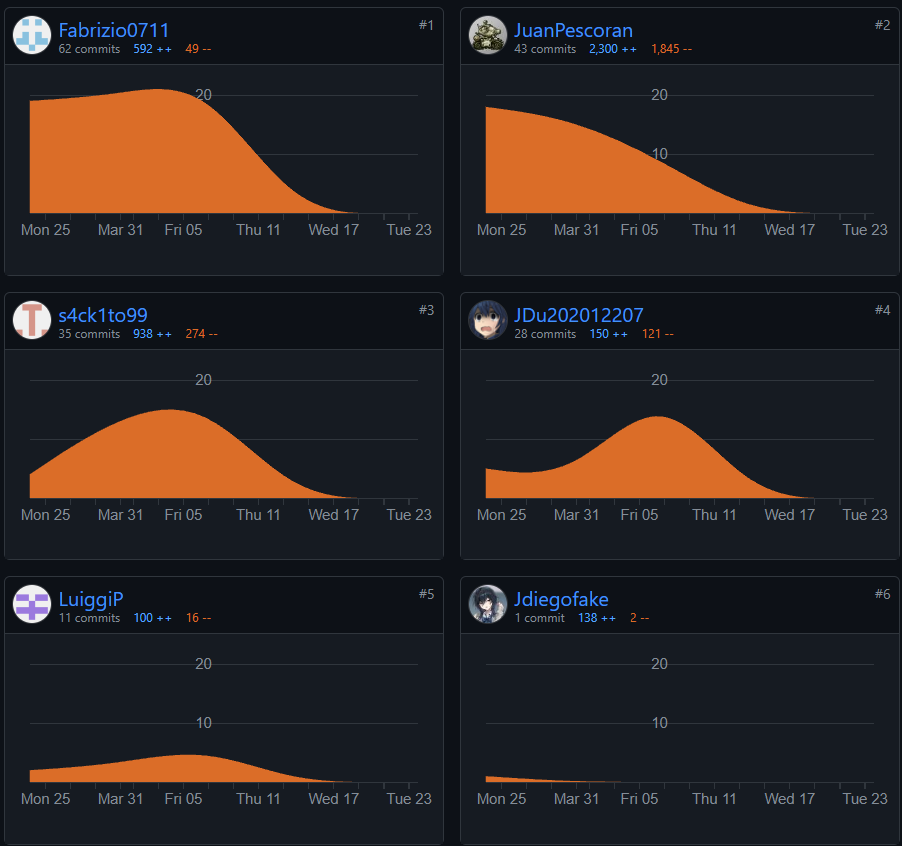 Fabrizio0711 #1
62 commits 592 ++ 49 --
20
Mon 25 Mar 31 Fri 05 Thu 11 Wed 17 Tue 23
JuanPescoran #2
43 commits 2,300 ++ 1,845 --
20
10
Mon 25 Mar 31 Fri 05 Thu 11 Wed 17 Tue 23
s4ck1to99 #3
35 commits 938 ++ 274 --
20
Mon 25 Mar 31 Fri 05 Thu 11 Wed 17 Tue 23
JDu202012207 #4
28 commits 150 ++ 121 --
20
Mon 25 Mar 31 Fri 05 Thu 11 Wed 17 Tue 23
LuiggiP #5
11 commits 100 ++ 16 --
20
10
Mon 25 Mar 31 Fri 05 Thu 11 Wed 17 Tue 23
Jdiegofake #6
1 commit 138 ++ 2 --
20
10
Mon 25 Mar 31 Fri 05 Thu 11 Wed 17 Tue 23